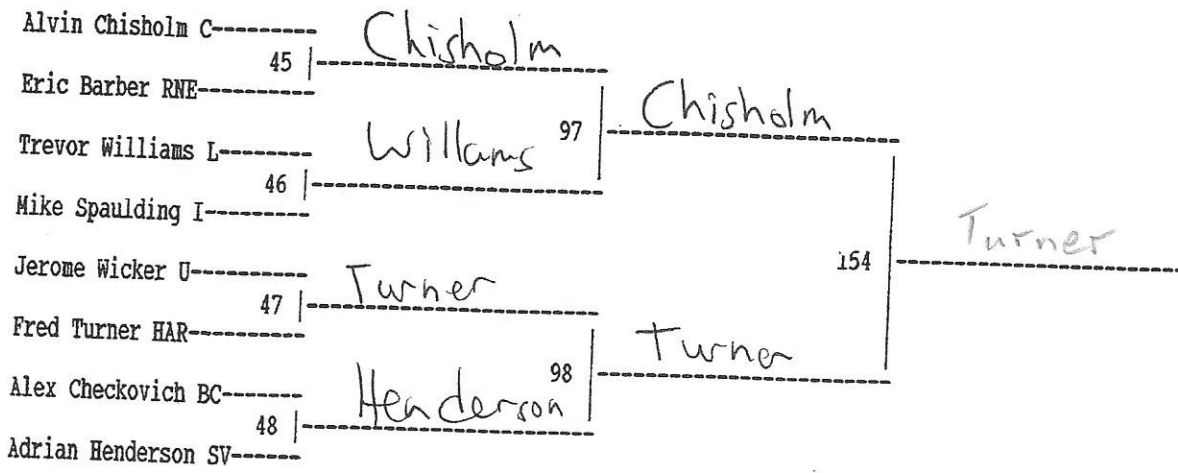 Alvin Chisholm C
45
Chisholm
Eric Barber RNE
97
Chisholm
Trevor Williams L
46
Willams
Mike Spaulding I
154
Turner
Jerome Wicker U
47
Turner
Fred Turner HAR
98
Turner
Alex Checkovich BC
48
Henderson
Adrian Henderson SV